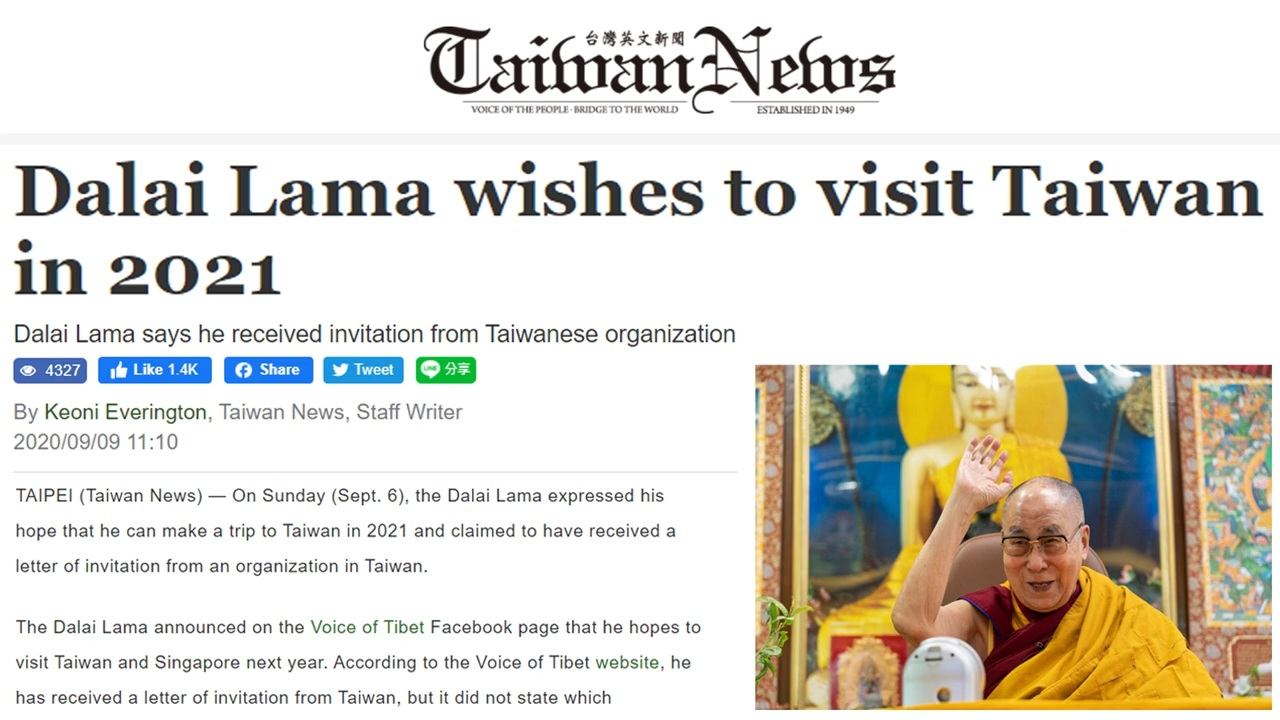 台灣英文新聞
Taiwan News
VOICE OF THE PEOPLE - BRIDGE TO THE WORLD
ESTABLISHED IN 1949
Dalai Lama wishes to visit Taiwan
in 2021
Dalai Lama says he received invitation from Taiwanese organization
4327 Like 1.4K Share Tweet LINE 分享
By Keoni Everington, Taiwan News, Staff Writer
2020/09/09 11:10
TAIPEI (Taiwan News) — On Sunday (Sept. 6), the Dalai Lama expressed his
hope that he can make a trip to Taiwan in 2021 and claimed to have received a
letter of invitation from an organization in Taiwan.
The Dalai Lama announced on the Voice of Tibet Facebook page that he hopes to
visit Taiwan and Singapore next year. According to the Voice of Tibet website, he
has received a letter of invitation from Taiwan, but it did not state which